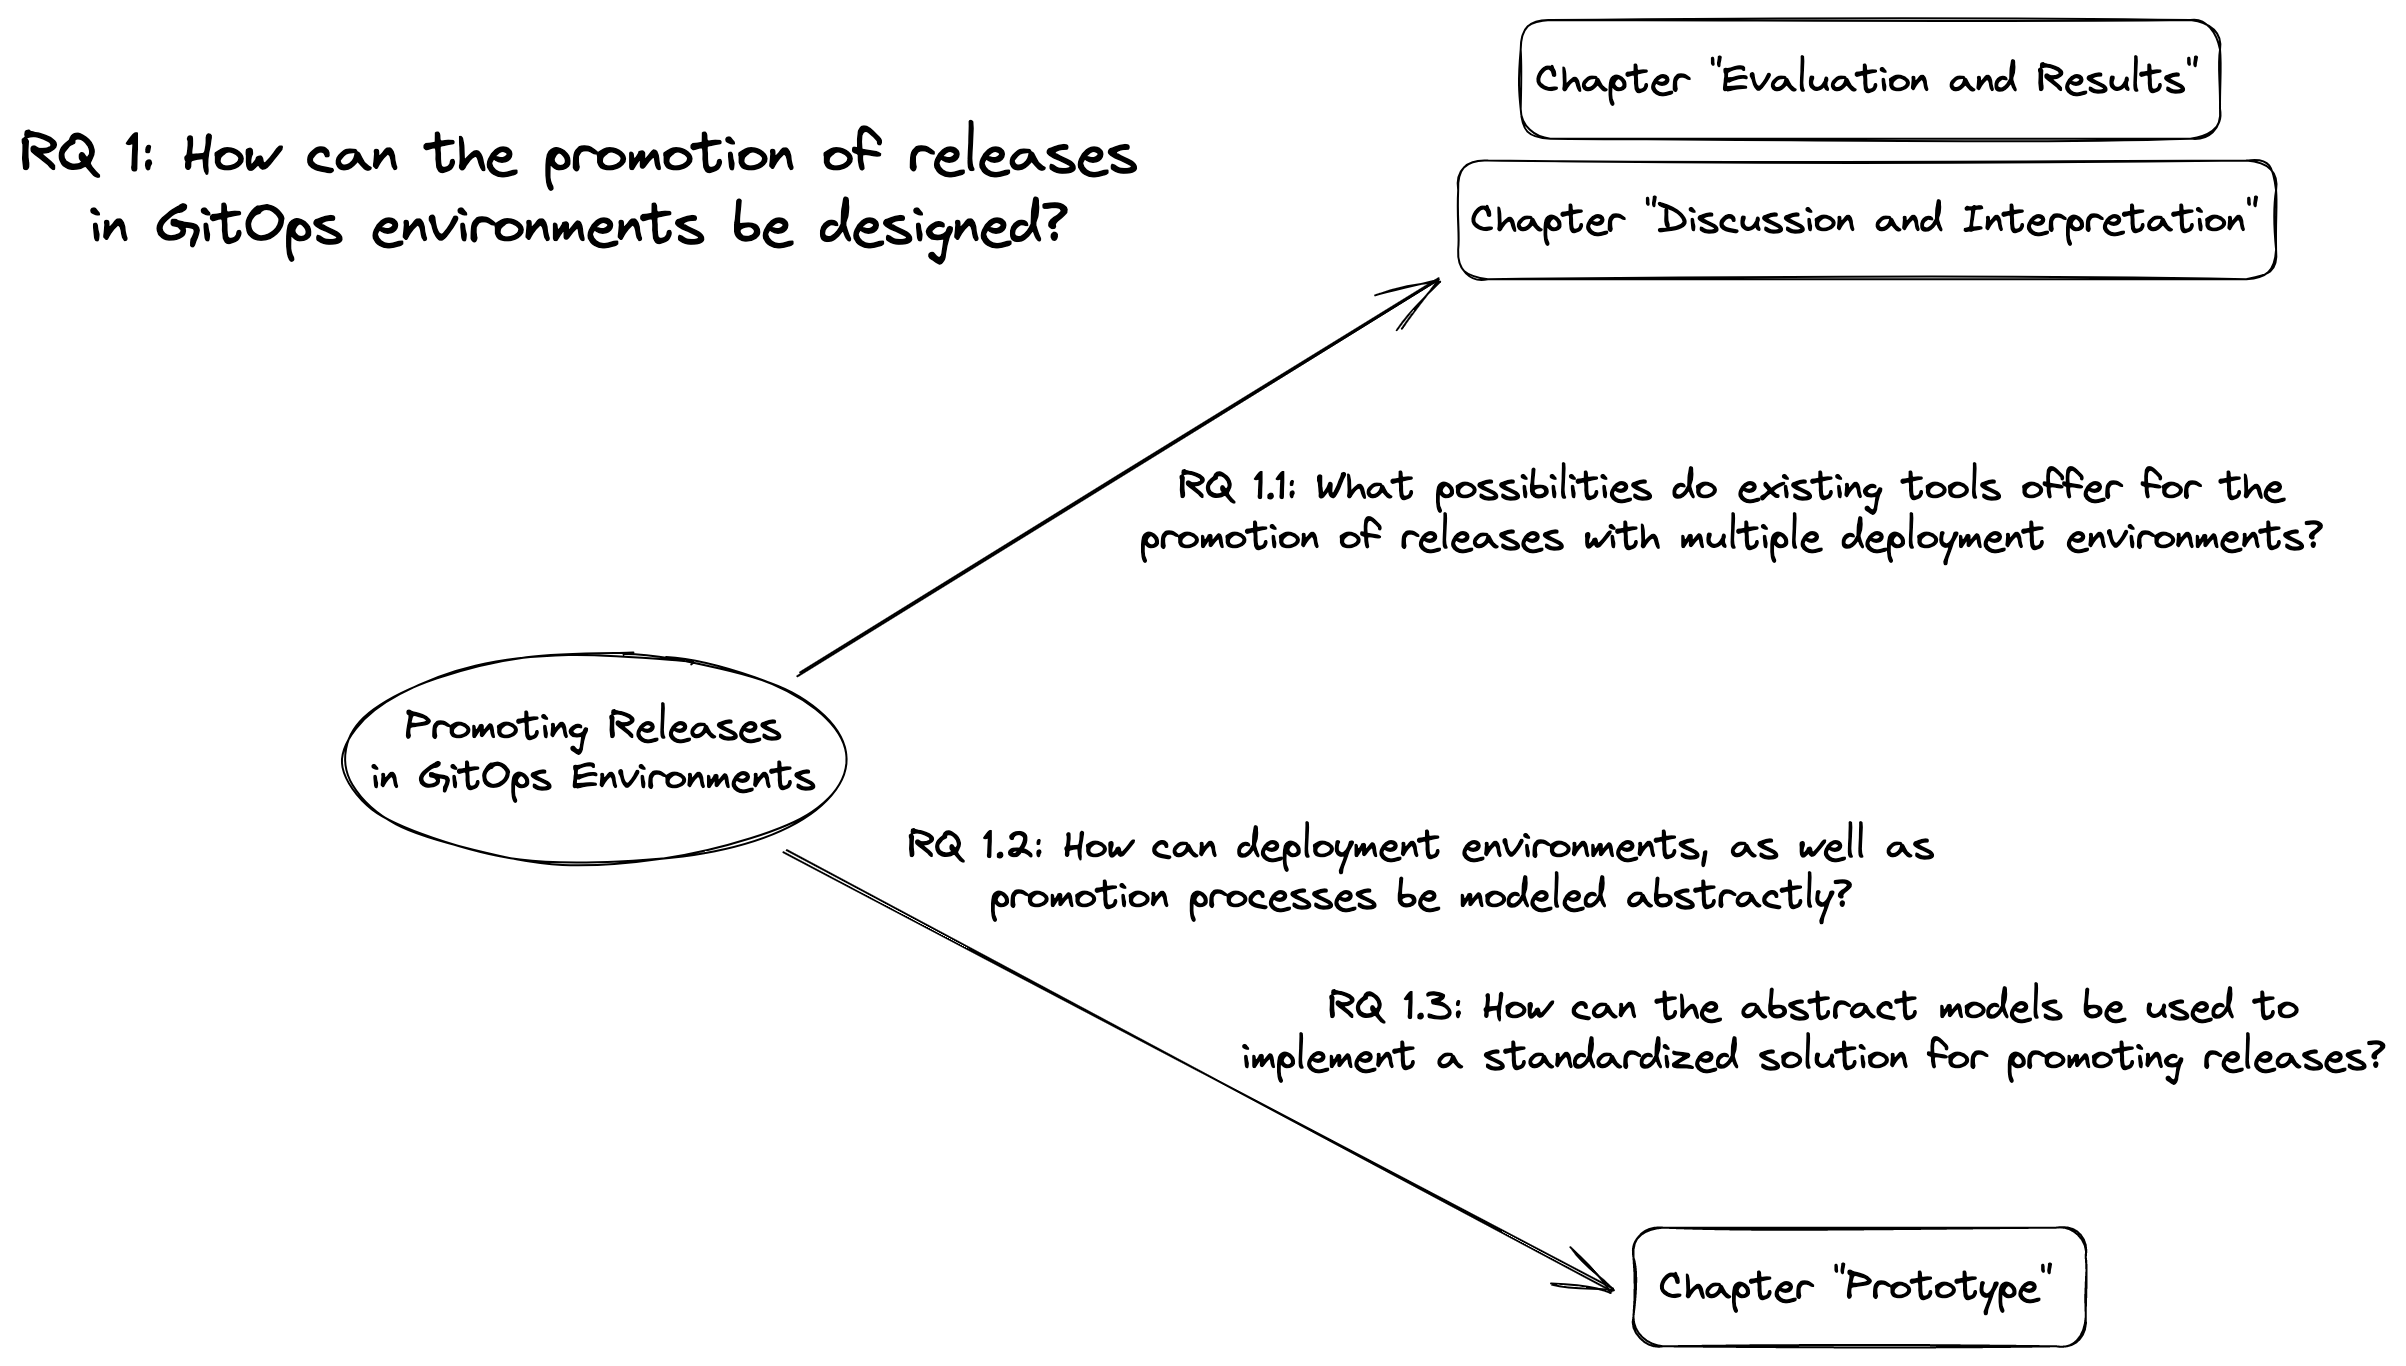 Chapter "Evaluation and Results"
RQ 1: How can the promotion of releases
in GitOps environments be designed?
Chapter "Discussion and Interpretation"
RQ 1.1: What possibilities do existing tools offer for the
promotion of releases with multiple deployment environments?
Promoting Releases
in GitOps Environments
RQ 1.2: How can deployment environments, as well as
promotion processes be modeled abstractly?
RQ 1.3: How can the abstract models be used to
implement a standardized solution for promoting releases?
Chapter "Prototype"